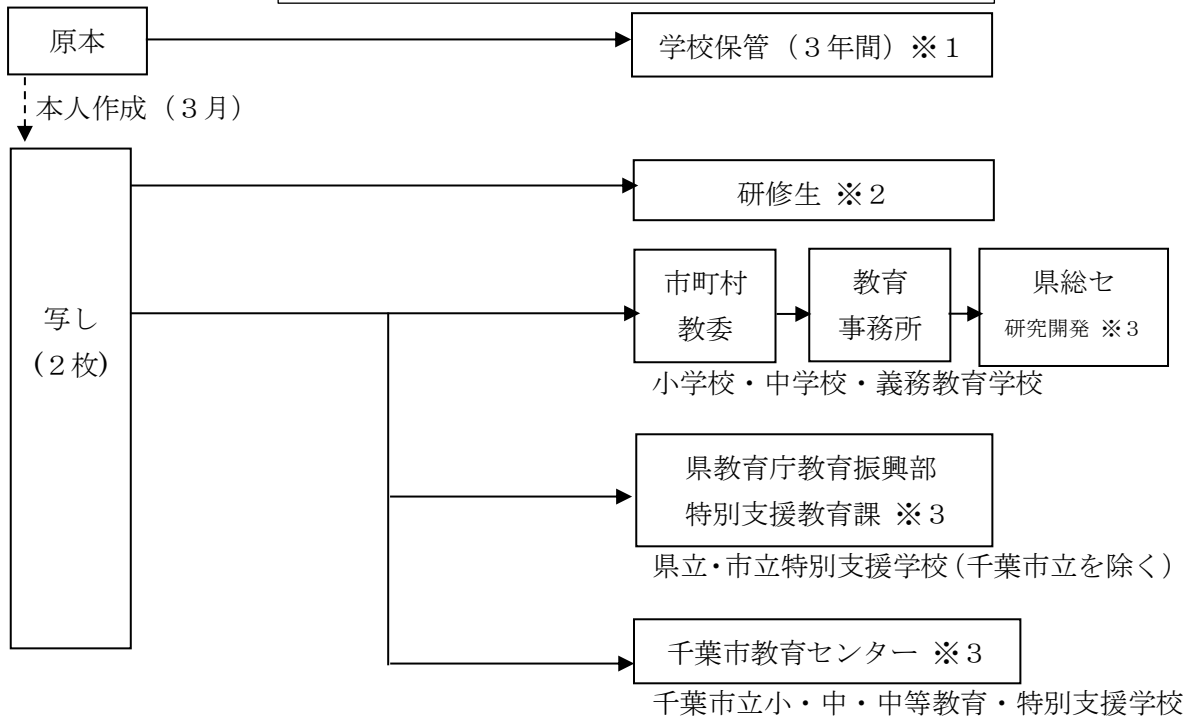 原本
学校保管（３年間）※１
本人作成（３月）
写し
(２枚)
研修生 ※２
市町村
教委
教育
事務所
県総セ
研究開発 ※３
小学校・中学校・義務教育学校
県教育庁教育振興部
特別支援教育課 ※３
県立・市立特別支援学校（千葉市立を除く）
千葉市教育センター ※３
千葉市立小・中・中等教育・特別支援学校